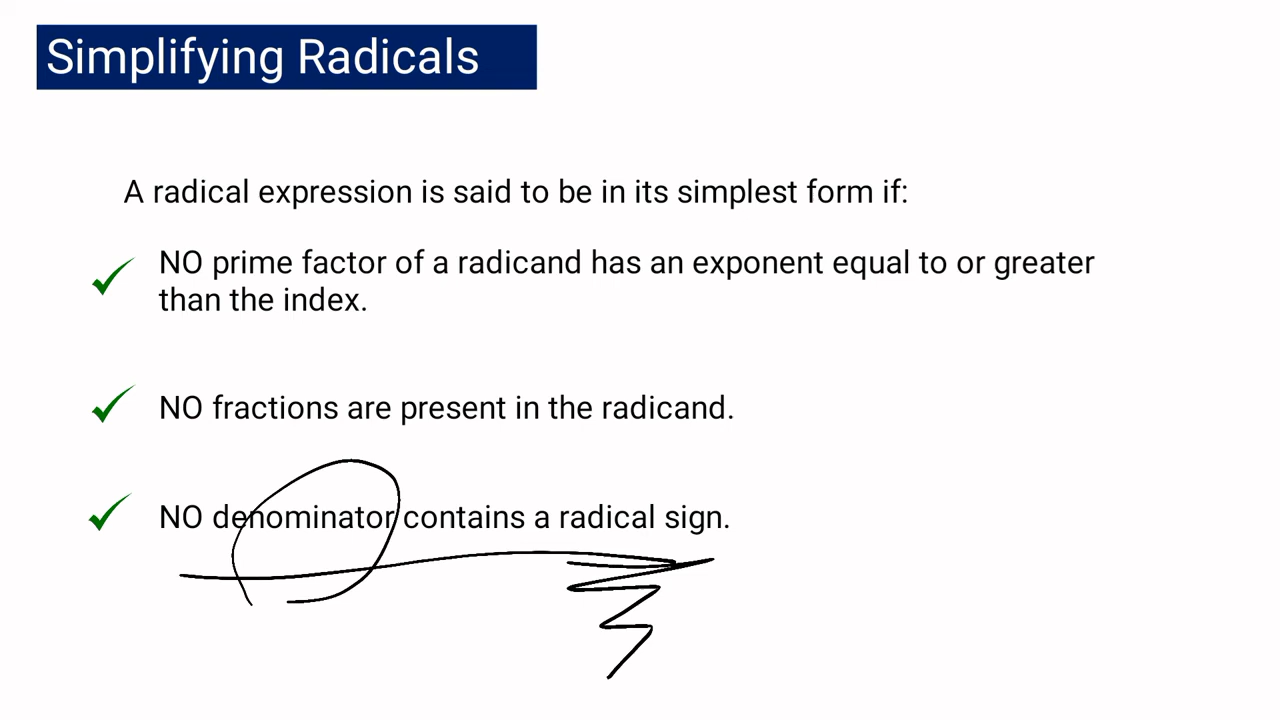 Simplifying Radicals
A radical expression is said to be in its simplest form if:
NO prime factor of a radicand has an exponent equal to or greater
than the index.
NO fractions are present in the radicand.
NO denominator contains a radical sign.